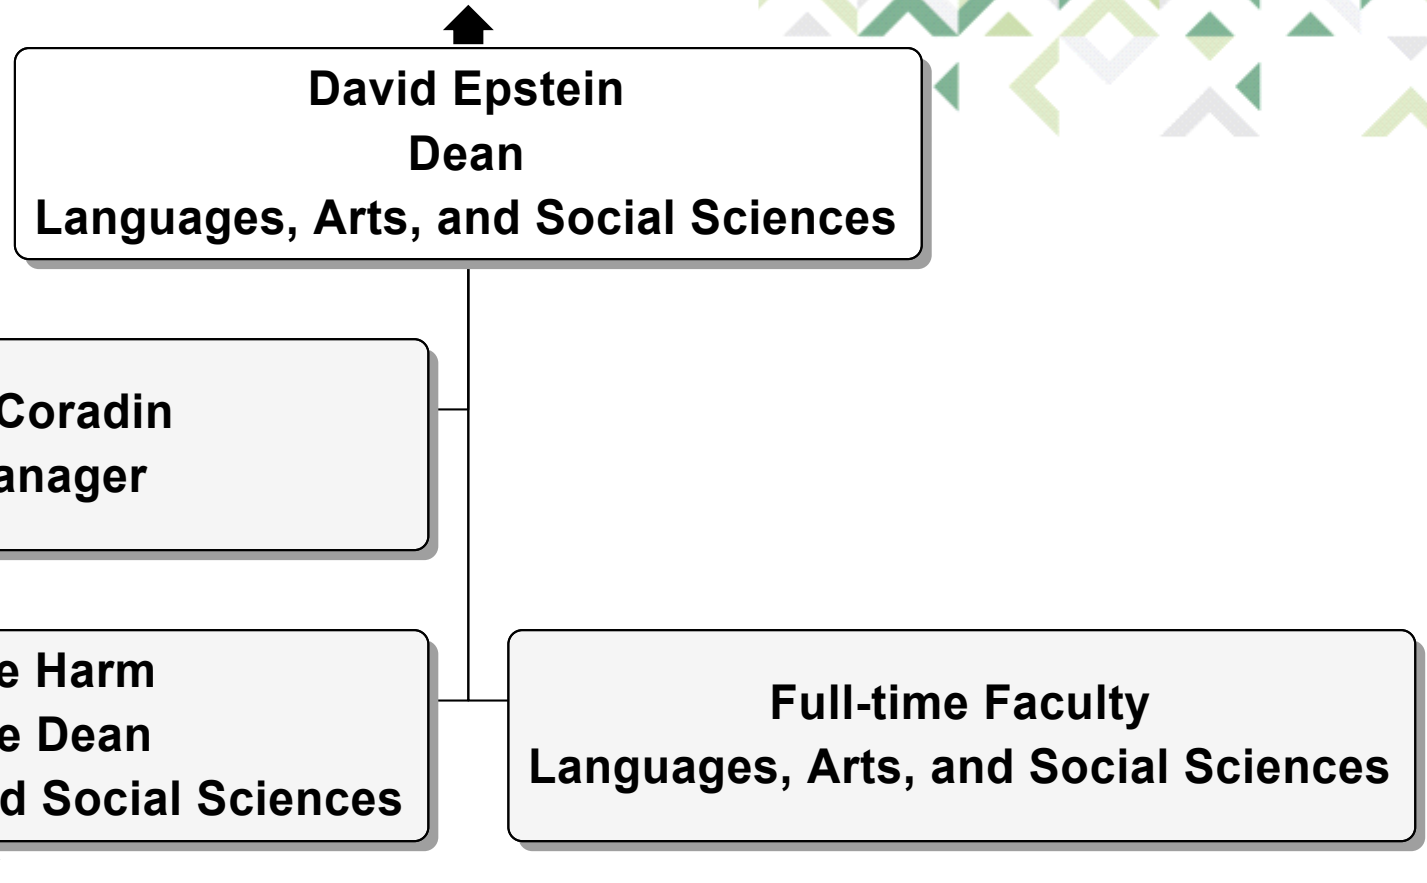 David Epstein
Dean
Languages, Arts, and Social Sciences
Coradin
anager
e Harm
e Dean
d Social Sciences
Full-time Faculty
Languages, Arts, and Social Sciences